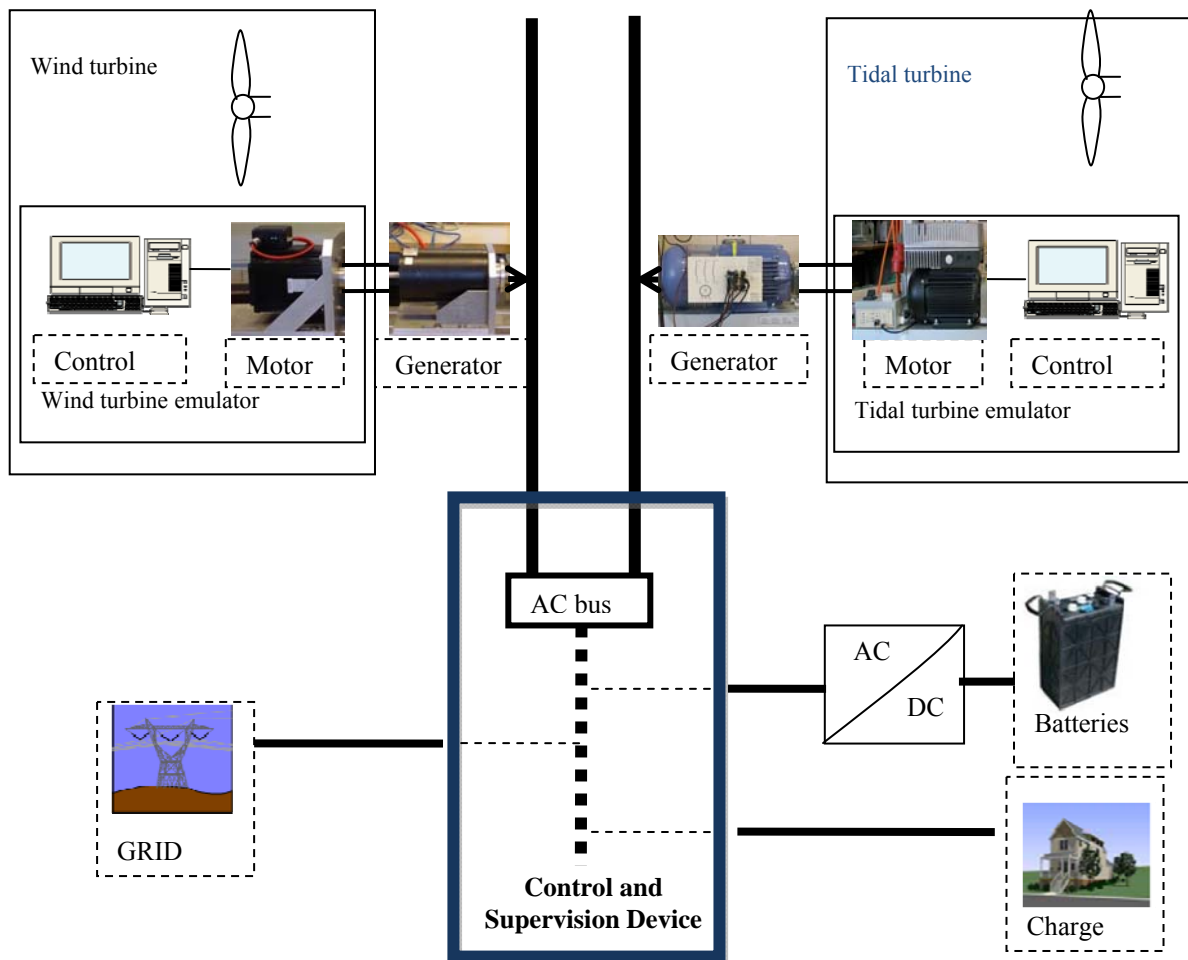 Wind turbine
Tidal turbine
Control
Motor
Generator
Generator
Motor
Control
Wind turbine emulator
Tidal turbine emulator
AC bus
AC
DC
Batteries
GRID
Control and
Supervision Device
Charge